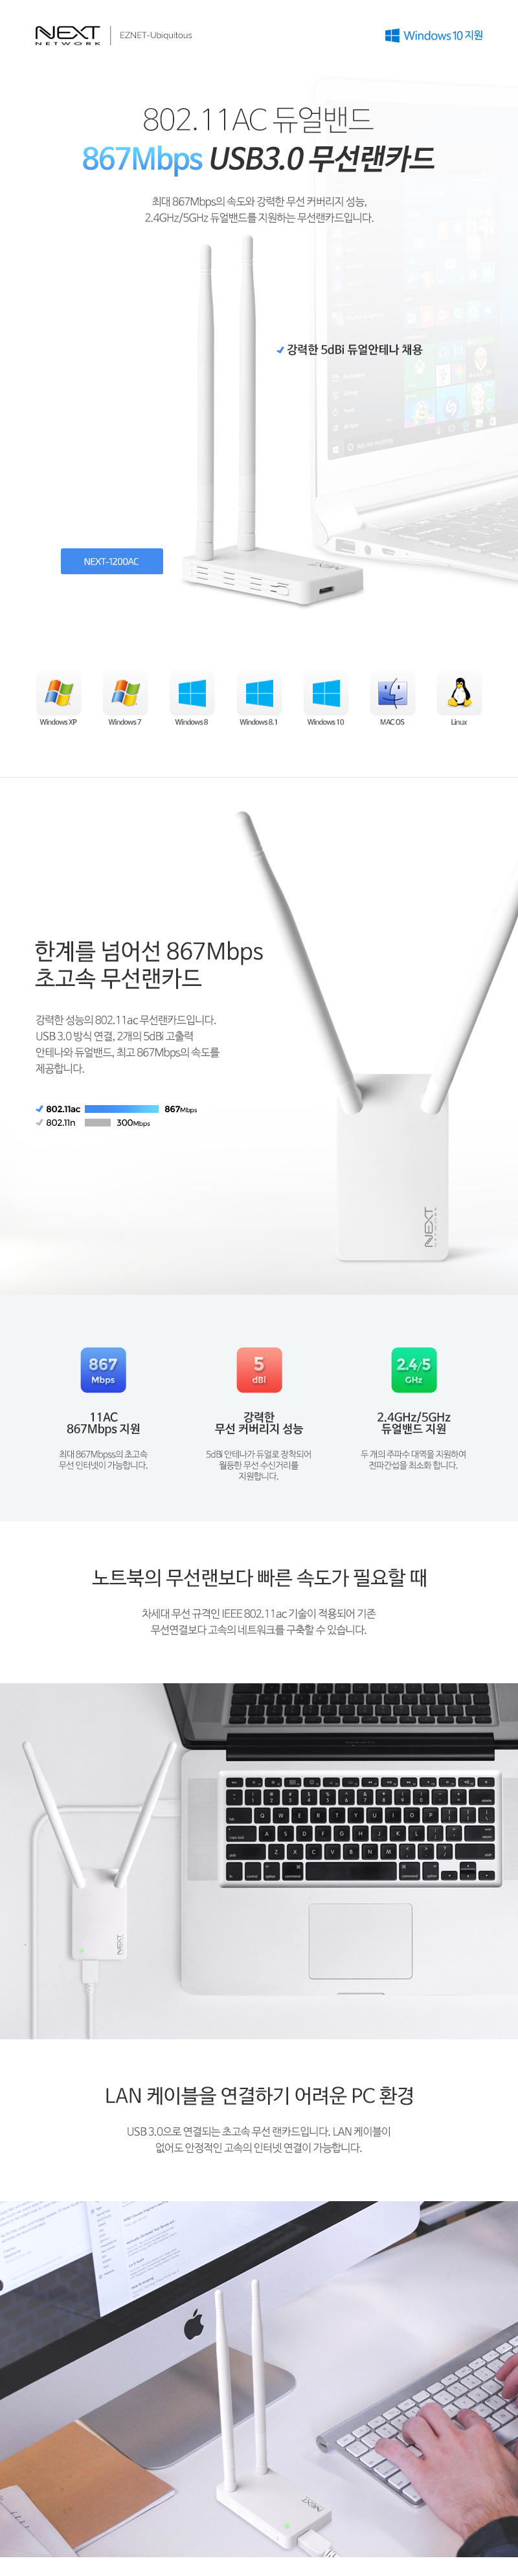 NEXT
NETWORK
EZNET-Ubiquitous
Windows 10 지원
802.11AC 듀얼밴드
867Mbps USB3.0 무선랜카드
최대 867Mbps의 속도와 강력한 무선 커버리지 성능,
2.4GHz/5GHz 듀얼밴드를 지원하는 무선랜카드입니다.
강력한 5dBi 듀얼안테나 채용
NEXT-1200AC
Windows XP
Windows 7
Windows 8
Windows 8.1
Windows 10
MAC OS
Linux
한계를 넘어선 867Mbps
초고속 무선랜카드
강력한 성능의 802.11ac 무선랜카드입니다.
USB 3.0 방식 연결, 2개의 5dBi 고출력
안테나와 듀얼밴드, 최고 867Mbps의 속도를
제공합니다.
802.11ac 867Mbps
802.11n 300Mbps
NEXT
NETWORK
867
Mbps
11AC
867Mbps 지원
최대 867Mbpss의 초고속
무선 인터넷이 가능합니다.
5
dBi
강력한
무선 커버리지 성능
5dBi 안테나가 듀얼로 장착되어
월등한 무선 수신거리를
지원합니다.
2.4/5
GHz
2.4GHz/5GHz
듀얼밴드 지원
두 개의 주파수 대역을 지원하여
전파간섭을 최소화 합니다.
노트북의 무선랜보다 빠른 속도가 필요할 때
차세대 무선 규격인 IEEE 802.11ac 기술이 적용되어 기존
무선연결보다 고속의 네트워크를 구축할 수 있습니다.
NEXT
LAN 케이블을 연결하기 어려운 PC 환경
USB 3.0으로 연결되는 초고속 무선 랜카드입니다. LAN 케이블이
없어도 안정적인 고속의 인터넷 연결이 가능합니다.
NEXT